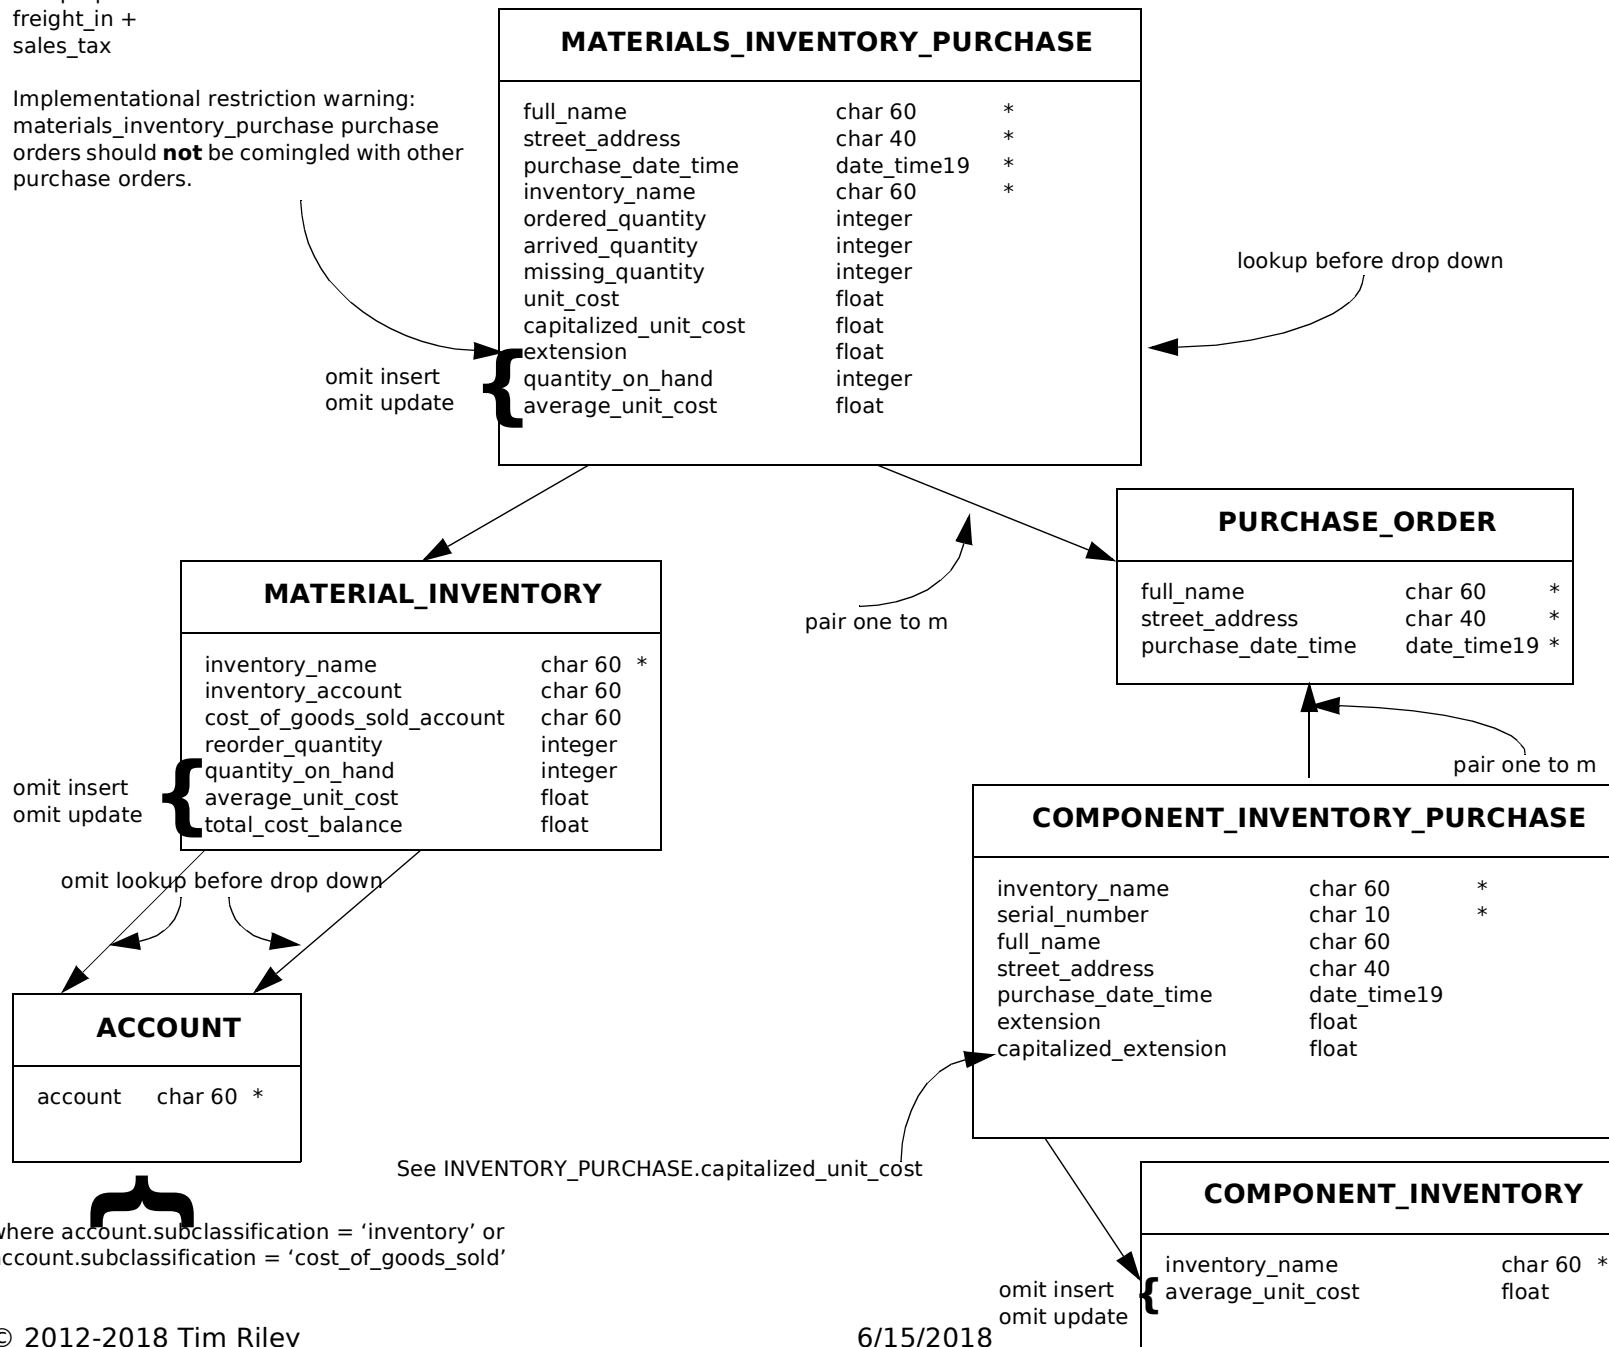 freight_in +
sales_tax
Implementational restriction warning:
materials_inventory_purchase purchase
orders should not be comingled with other
purchase orders.
MATERIALS_INVENTORY_PURCHASE
full_name char 60 *
street_address char 40 *
purchase_date_time date_time19 *
inventory_name char 60 *
ordered_quantity integer
arrived_quantity integer
missing_quantity integer
unit_cost float
capitalized_unit_cost float
extension float
quantity_on_hand integer
average_unit_cost float
omit insert
omit update
lookup before drop down
PURCHASE_ORDER
full_name char 60 *
street_address char 40 *
purchase_date_time date_time19 *
pair one to m
MATERIAL_INVENTORY
inventory_name char 60 *
inventory_account char 60
cost_of_goods_sold_account char 60
reorder_quantity integer
quantity_on_hand integer
average_unit_cost float
total_cost_balance float
omit insert
omit update
pair one to m
COMPONENT_INVENTORY_PURCHASE
inventory_name char 60 *
serial_number char 10 *
full_name char 60
street_address char 40
purchase_date_time date_time19
extension float
capitalized_extension float
omit lookup before drop down
ACCOUNT
account char 60 *
See INVENTORY_PURCHASE.capitalized_unit_cost
where account.subclassification = ‘inventory’ or
account.subclassification = ‘cost_of_goods_sold’
COMPONENT_INVENTORY
inventory_name char 60 *
average_unit_cost float
omit insert
omit update
© 2012-2018 Tim Riley
6/15/2018